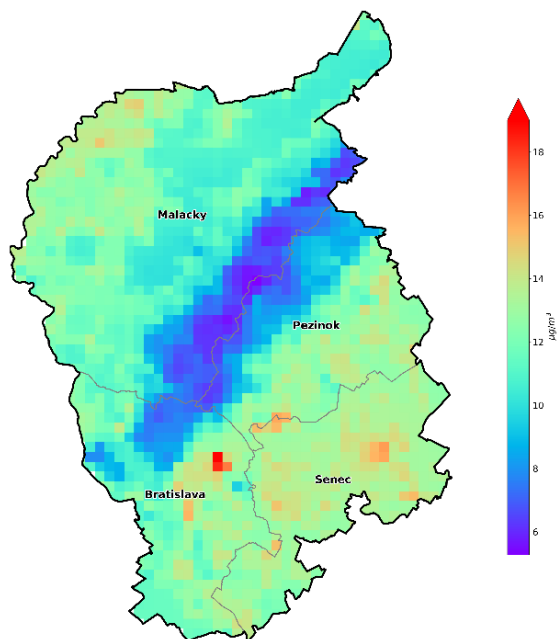 Malacky
Pezinok
Senec
Bratislava
18
16
14
12
10
8
6
μg/m³